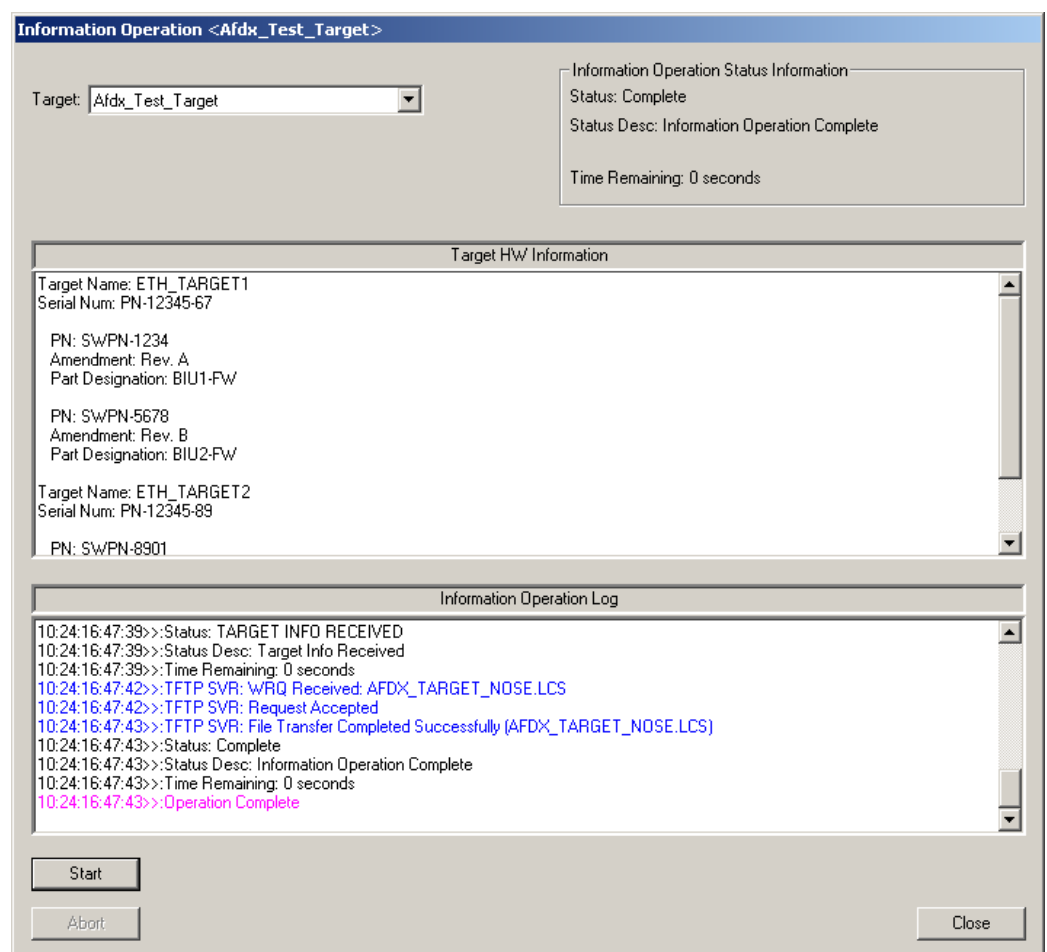 Information Operation <Afdx_Test_Target>
Information Operation Status Information
Target: Afdx_Test_Target
Status: Complete
Status Desc: Information Operation Complete
Time Remaining: 0 seconds
Target HW Information
Target Name: ETH_TARGET1
Serial Num: PN-12345-67
PN: SWPN-1234
Amendment: Rev. A
Part Designation: BIU1-FW
PN: SWPN-5678
Amendment: Rev. B
Part Designation: BIU2-FW
Target Name: ETH_TARGET2
Serial Num: PN-12345-89
PN: SWPN-8901
Information Operation Log
10:24:16:47:39>>:Status: TARGET INFO RECEIVED
10:24:16:47:39>>:Status Desc: Target Info Received
10:24:16:47:39>>:Time Remaining: 0 seconds
10:24:16:47:42>>:TFTP SVR: WRQ Received: AFDX_TARGET_NOSE.LCS
10:24:16:47:42>>:TFTP SVR: Request Accepted
10:24:16:47:43>>:TFTP SVR: File Transfer Completed Successfully (AFDX_TARGET_NOSE.LCS)
10:24:16:47:43>>:Status: Complete
10:24:16:47:43>>:Status Desc: Information Operation Complete
10:24:16:47:43>>:Time Remaining: 0 seconds
10:24:16:47:43>>:Operation Complete
Start
Abort
Close